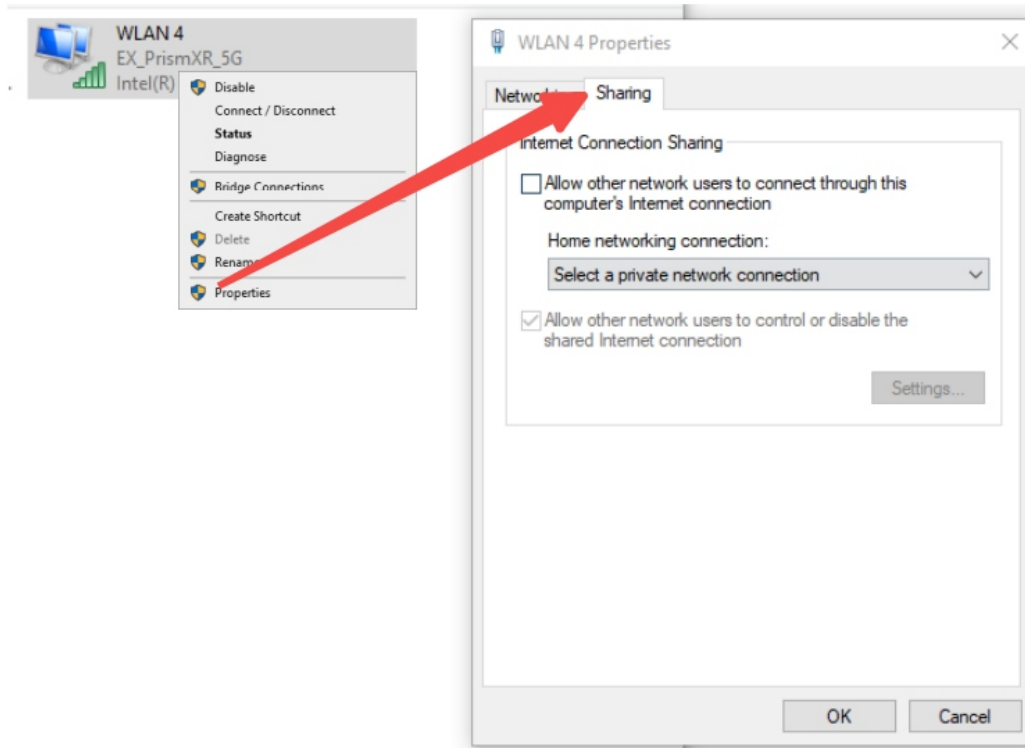 WLAN 4
EX_PrismXR_5G
Intel(R)
Disable
Connect / Disconnect
Status
Diagnose
Bridge Connections
Create Shortcut
Delete
Rename
Properties
WLAN 4 Properties
Sharing
Internet Connection Sharing
Allow other network users to connect through this
computer's Internet connection
Home networking connection:
Select a private network connection
Allow other network users to control or disable the
shared Internet connection
Settings...
OK
Cancel